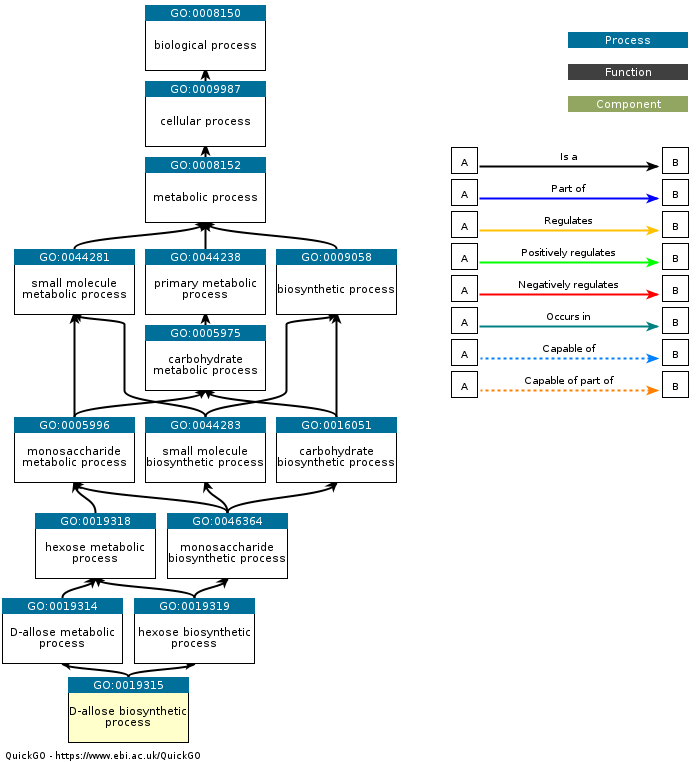 GO:0008150
biological process
GO:0009987
cellular process
GO:0008152
metabolic process
GO:0044281
small molecule
metabolic process
GO:0044238
primary metabolic
process
GO:0009058
biosynthetic process
GO:0005975
carbohydrate
metabolic process
GO:0005996
monosaccharide
metabolic process
GO:0044283
small molecule
biosynthetic process
GO:0016051
carbohydrate
biosynthetic process
GO:0019318
hexose metabolic
process
GO:0046364
monosaccharide
biosynthetic process
GO:0019314
D-allose metabolic
process
GO:0019319
hexose biosynthetic
process
GO:0019315
D-allose biosynthetic
process
Process
Function
Component
A Is a B
A Part of B
A Regulates B
A Positively regulates B
A Negatively regulates B
A Occurs in B
A Capable of B
A Capable of part of B
QuickGO - https://www.ebi.ac.uk/QuickGO